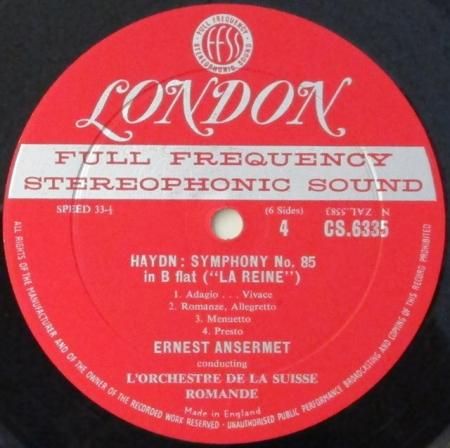 FULL FREQUENCY
FFSS
STEREOPHONIC SOUND
LONDON
FULL FREQUENCY
STEREOPHONIC SOUND
SPEED 33⅓
(6 Sides)
4
N ZAL.5583
CS.6335
HAYDN: SYMPHONY No. 85
in B flat ("LA REINE")
1. Adagio . . . Vivace
2. Romanze, Allegretto
3. Menuetto
4. Presto
ERNEST ANSERMET
conducting
L'ORCHESTRE DE LA SUISSE
ROMANDE
Made in England
ALL RIGHTS OF THE MANUFACTURER AND OF THE OWNER OF THE RECORDED WORK RESERVED — UNAUTHORISED PUBLIC PERFORMANCE BROADCASTING AND COPYING OF THIS RECORD PROHIBITED